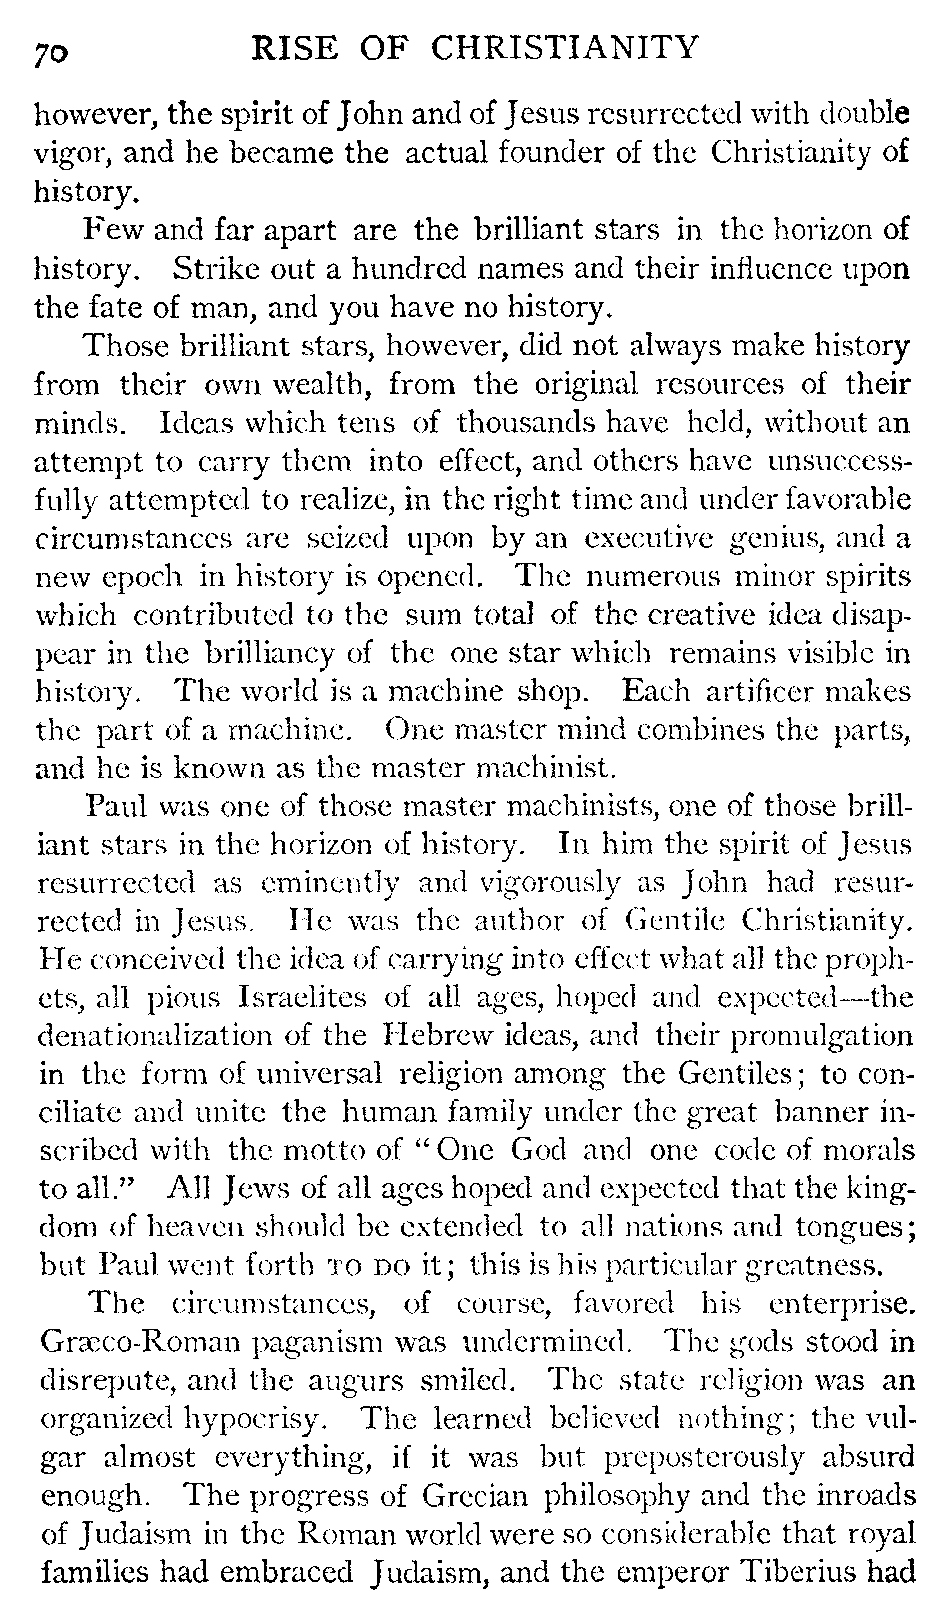 70 RISE OF CHRISTIANITY
however, the spirit of John and of Jesus resurrected with double
vigor, and he became the actual founder of the Christianity of
history.
Few and far apart are the brilliant stars in the horizon of
history. Strike out a hundred names and their influence upon
the fate of man, and you have no history.
Those brilliant stars, however, did not always make history
from their own wealth, from the original resources of their
minds. Ideas which tens of thousands have held, without an
attempt to carry them into effect, and others have unsuccess-
fully attempted to realize, in the right time and under favorable
circumstances are seized upon by an executive genius, and a
new epoch in history is opened. The numerous minor spirits
which contributed to the sum total of the creative idea disap-
pear in the brilliancy of the one star which remains visible in
history. The world is a machine shop. Each artificer makes
the part of a machine. One master mind combines the parts,
and he is known as the master machinist.
Paul was one of those master machinists, one of those brill-
iant stars in the horizon of history. In him the spirit of Jesus
resurrected as eminently and vigorously as John had resur-
rected in Jesus. He was the author of Gentile Christianity.
He conceived the idea of carrying into effect what all the proph-
ets, all pious Israelites of all ages, hoped and expected—the
denationalization of the Hebrew ideas, and their promulgation
in the form of universal religion among the Gentiles; to con-
ciliate and unite the human family under the great banner in-
scribed with the motto of "One God and one code of morals
to all." All Jews of all ages hoped and expected that the king-
dom of heaven should be extended to all nations and tongues;
but Paul went forth TO DO it; this is his particular greatness.
The circumstances, of course, favored his enterprise.
Græco-Roman paganism was undermined. The gods stood in
disrepute, and the augurs smiled. The state religion was an
organized hypocrisy. The learned believed nothing; the vul-
gar almost everything, if it was but preposterously absurd
enough. The progress of Grecian philosophy and the inroads
of Judaism in the Roman world were so considerable that royal
families had embraced Judaism, and the emperor Tiberius had